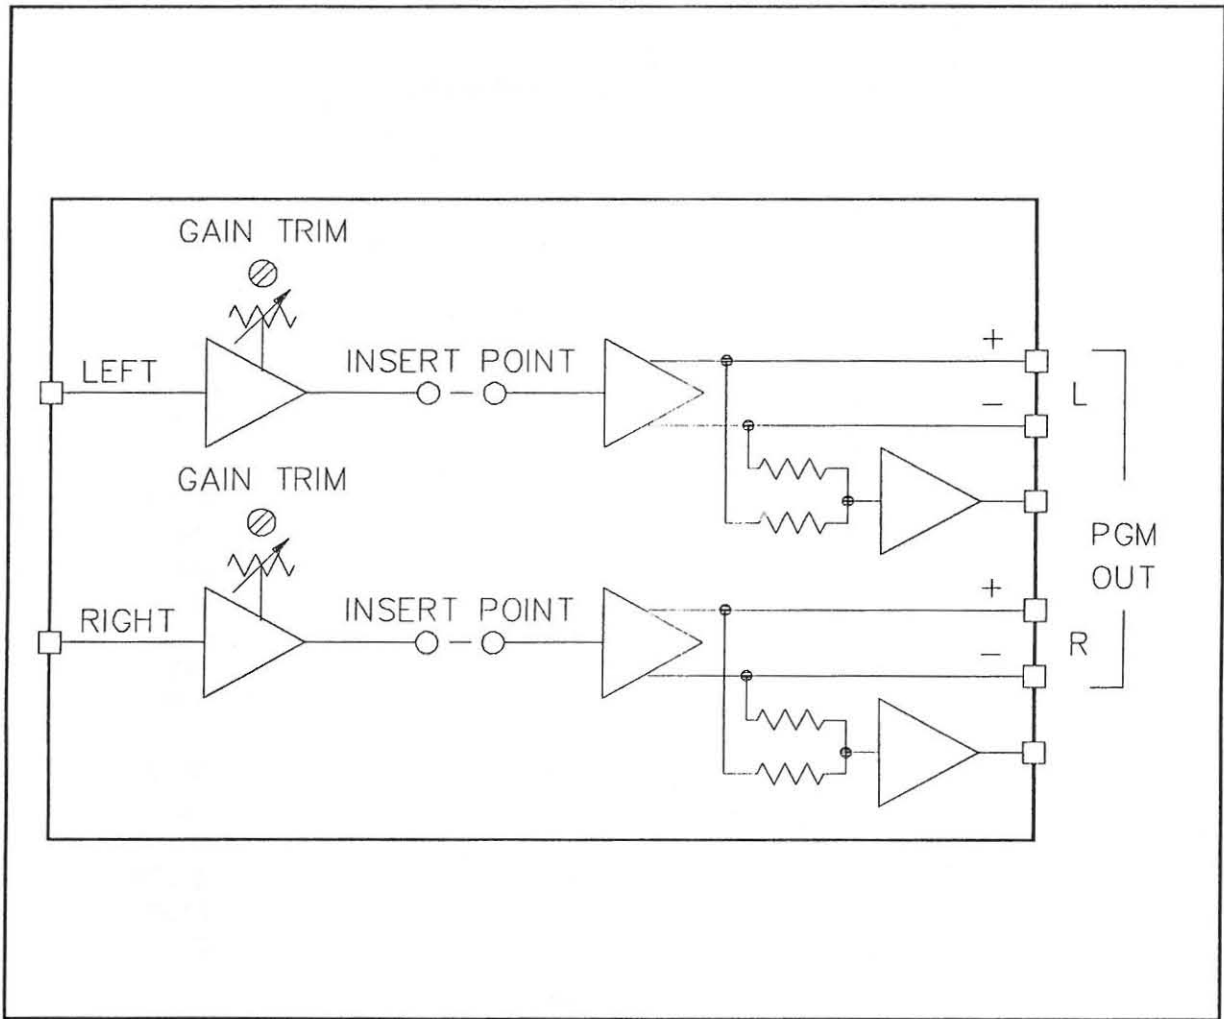 GAIN TRIM
LEFT
INSERT POINT
+
−
L
GAIN TRIM
PGM
OUT
RIGHT
INSERT POINT
+
−
R